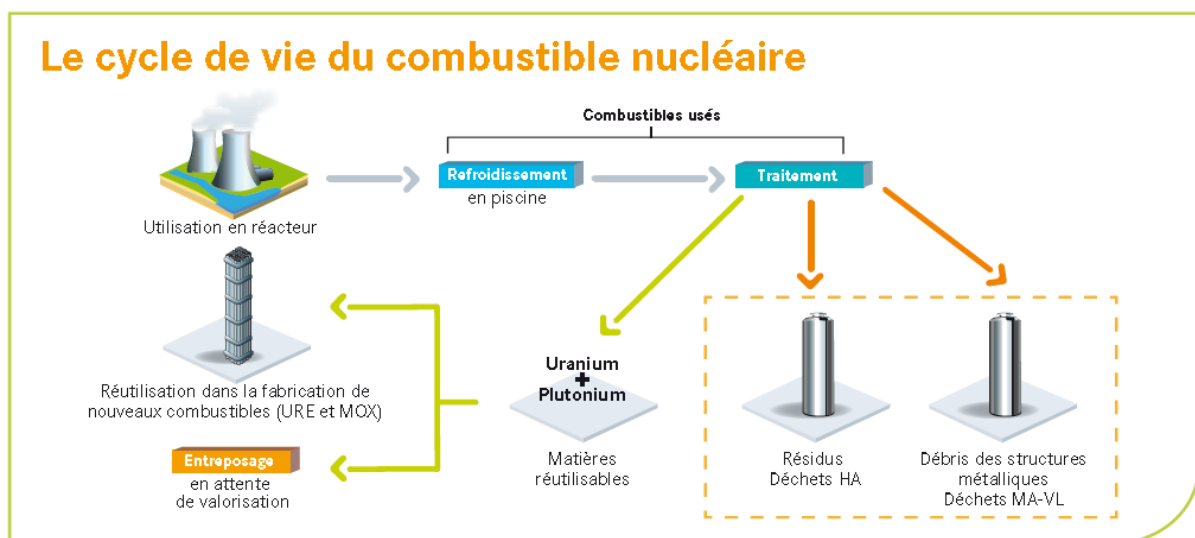 Le cycle de vie du combustible nucléaire
Combustibles usés
Refroidissement
en piscine
Traitement
Utilisation en réacteur
Réutilisation dans la fabrication de
nouveaux combustibles (URE et MOX)
Entreposage
en attente
de valorisation
Uranium
+
Plutonium
Matières
réutilisables
Résidus
Déchets HA
Débris des structures
métalliques
Déchets MA-VL